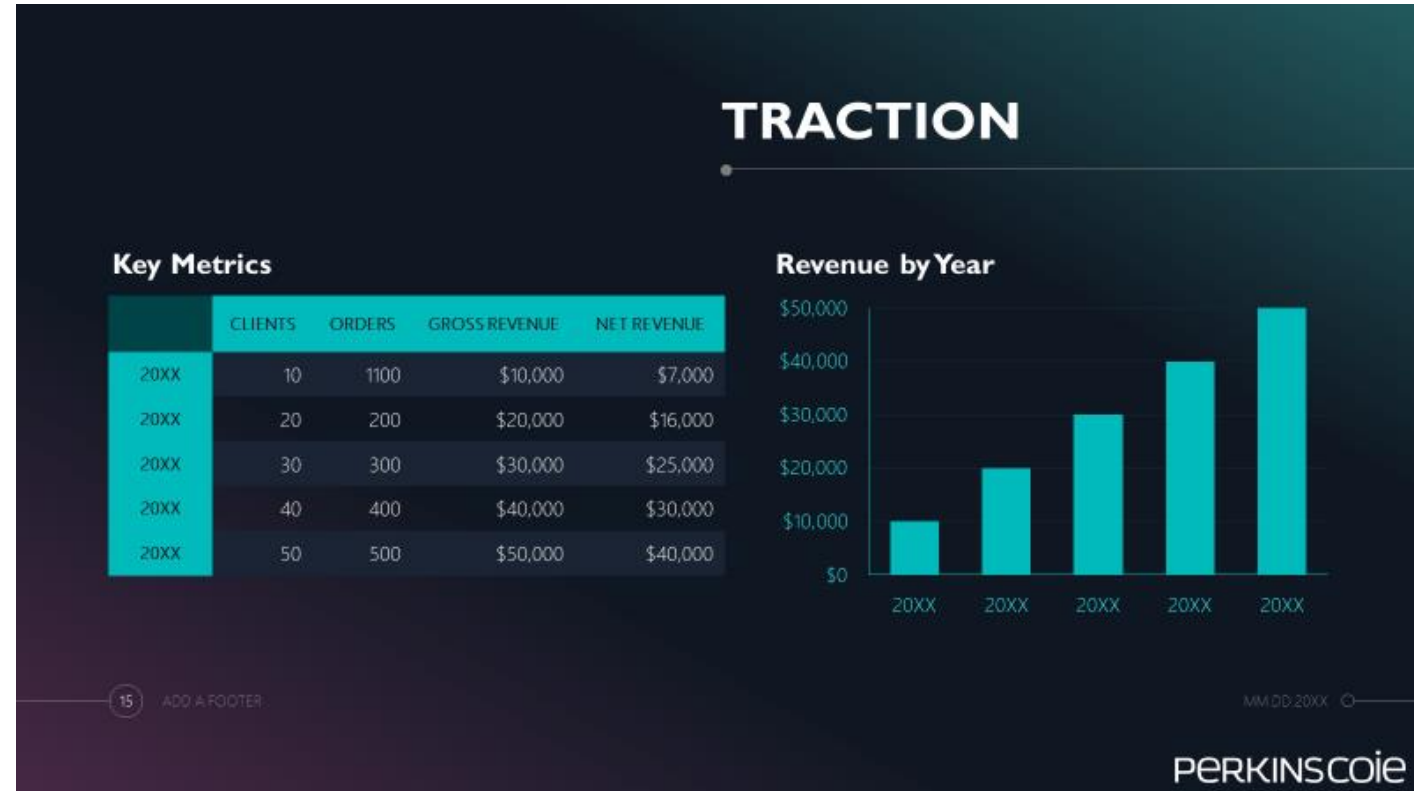 TRACTION
Key Metrics
CLIENTS ORDERS GROSS REVENUE NET REVENUE
20XX 10 1100 $10,000 $7,000
20XX 20 200 $20,000 $16,000
20XX 30 300 $30,000 $25,000
20XX 40 400 $40,000 $30,000
20XX 50 500 $50,000 $40,000
Revenue by Year
$50,000
$40,000
$30,000
$20,000
$10,000
$0
20XX 20XX 20XX 20XX 20XX
15 ADD A FOOTER
MM.DD.20XX
PERKINSCOIE